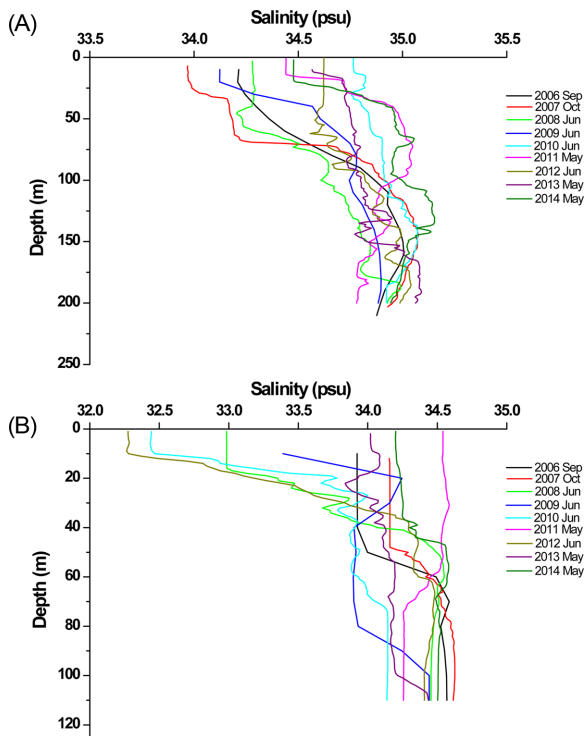 (A)
Salinity (psu)
33.5 34.0 34.5 35.0 35.5
0
50
100
150
200
250
Depth (m)
2006 Sep
2007 Oct
2008 Jun
2009 Jun
2010 Jun
2011 May
2012 Jun
2013 May
2014 May
(B)
Salinity (psu)
32.0 32.5 33.0 33.5 34.0 34.5 35.0
0
20
40
60
80
100
120
Depth (m)
2006 Sep
2007 Oct
2008 Jun
2009 Jun
2010 Jun
2011 May
2012 Jun
2013 May
2014 May